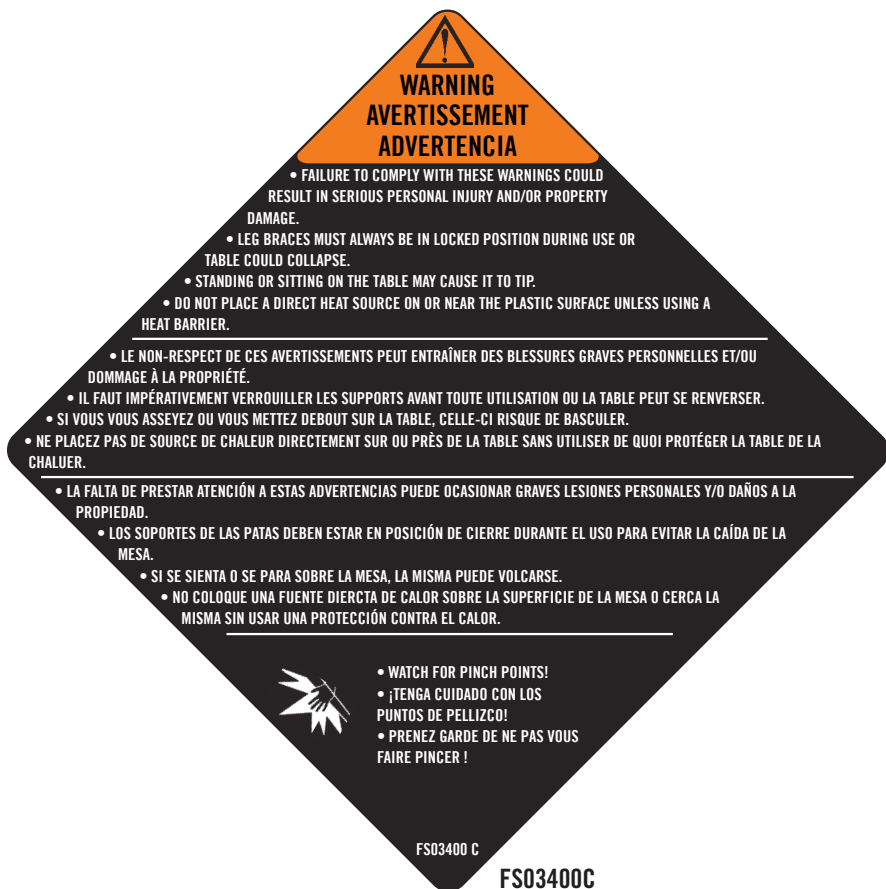 WARNING
AVERTISSEMENT
ADVERTENCIA
• FAILURE TO COMPLY WITH THESE WARNINGS COULD
RESULT IN SERIOUS PERSONAL INJURY AND/OR PROPERTY
DAMAGE.
• LEG BRACES MUST ALWAYS BE IN LOCKED POSITION DURING USE OR
TABLE COULD COLLAPSE.
• STANDING OR SITTING ON THE TABLE MAY CAUSE IT TO TIP.
• DO NOT PLACE A DIRECT HEAT SOURCE ON OR NEAR THE PLASTIC SURFACE UNLESS USING A
HEAT BARRIER.
• LE NON-RESPECT DE CES AVERTISSEMENTS PEUT ENTRAÎNER DES BLESSURES GRAVES PERSONNELLES ET/OU
DOMMAGE À LA PROPRIÉTÉ.
• IL FAUT IMPÉRATIVEMENT VERROUILLER LES SUPPORTS AVANT TOUTE UTILISATION OU LA TABLE PEUT SE RENVERSER.
• SI VOUS VOUS ASSEYEZ OU VOUS METTEZ DEBOUT SUR LA TABLE, CELLE-CI RISQUE DE BASCULER.
• NE PLACEZ PAS DE SOURCE DE CHALEUR DIRECTEMENT SUR OU PRÈS DE LA TABLE SANS UTILISER DE QUOI PROTÉGER LA TABLE DE LA
CHALUER.
• LA FALTA DE PRESTAR ATENCIÓN A ESTAS ADVERTENCIAS PUEDE OCASIONAR GRAVES LESIONES PERSONALES Y/O DAÑOS A LA
PROPIEDAD.
• LOS SOPORTES DE LAS PATAS DEBEN ESTAR EN POSICIÓN DE CIERRE DURANTE EL USO PARA EVITAR LA CAÍDA DE LA
MESA.
• SI SE SIENTA O SE PARA SOBRE LA MESA, LA MISMA PUEDE VOLCARSE.
• NO COLOQUE UNA FUENTE DIERCTA DE CALOR SOBRE LA SUPERFICIE DE LA MESA O CERCA LA
MISMA SIN USAR UNA PROTECCIÓN CONTRA EL CALOR.
• WATCH FOR PINCH POINTS!
• ¡TENGA CUIDADO CON LOS
PUNTOS DE PELLIZCO!
• PRENEZ GARDE DE NE PAS VOUS
FAIRE PINCER !
FS03400 C
FS03400C